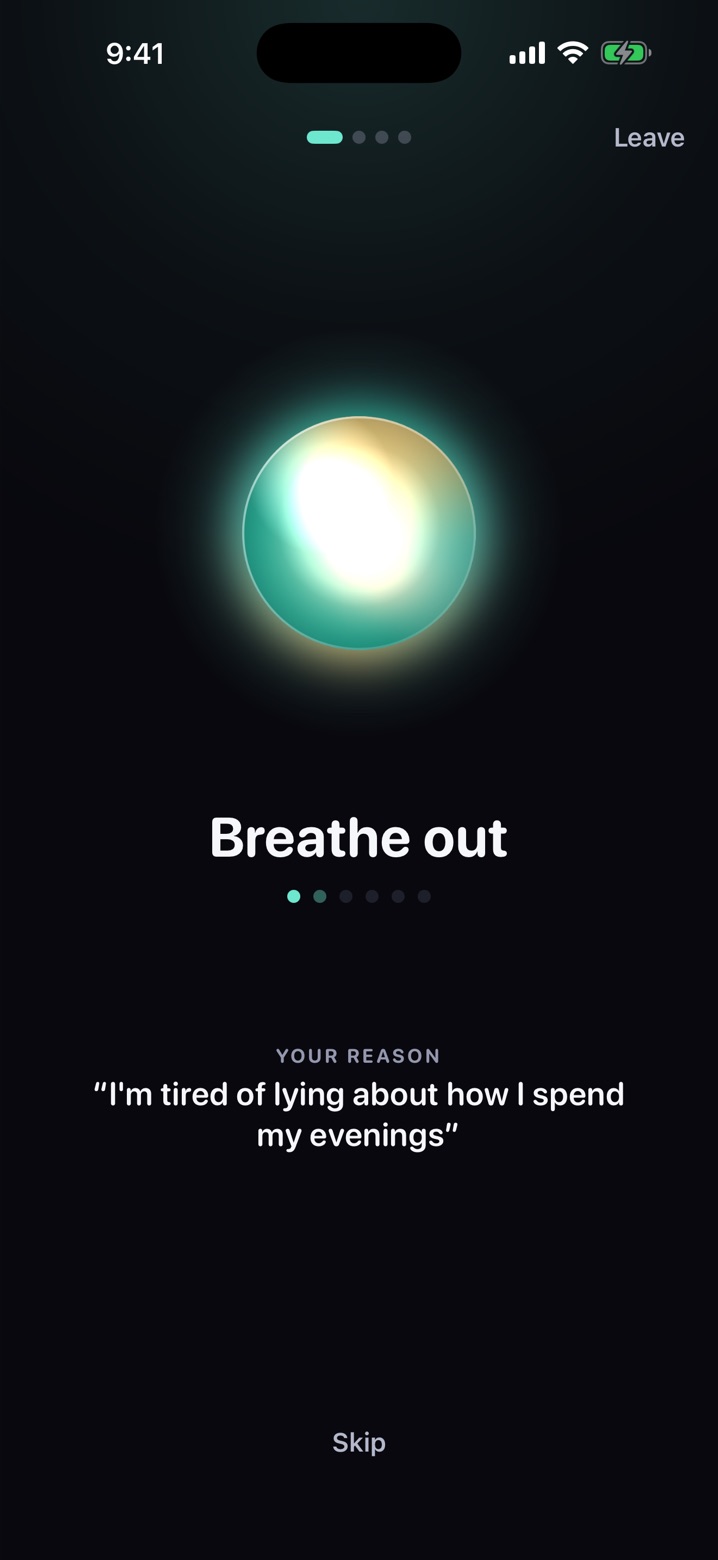 9:41
Leave
Breathe out
YOUR REASON
“I'm tired of lying about how I spend
my evenings”
Skip